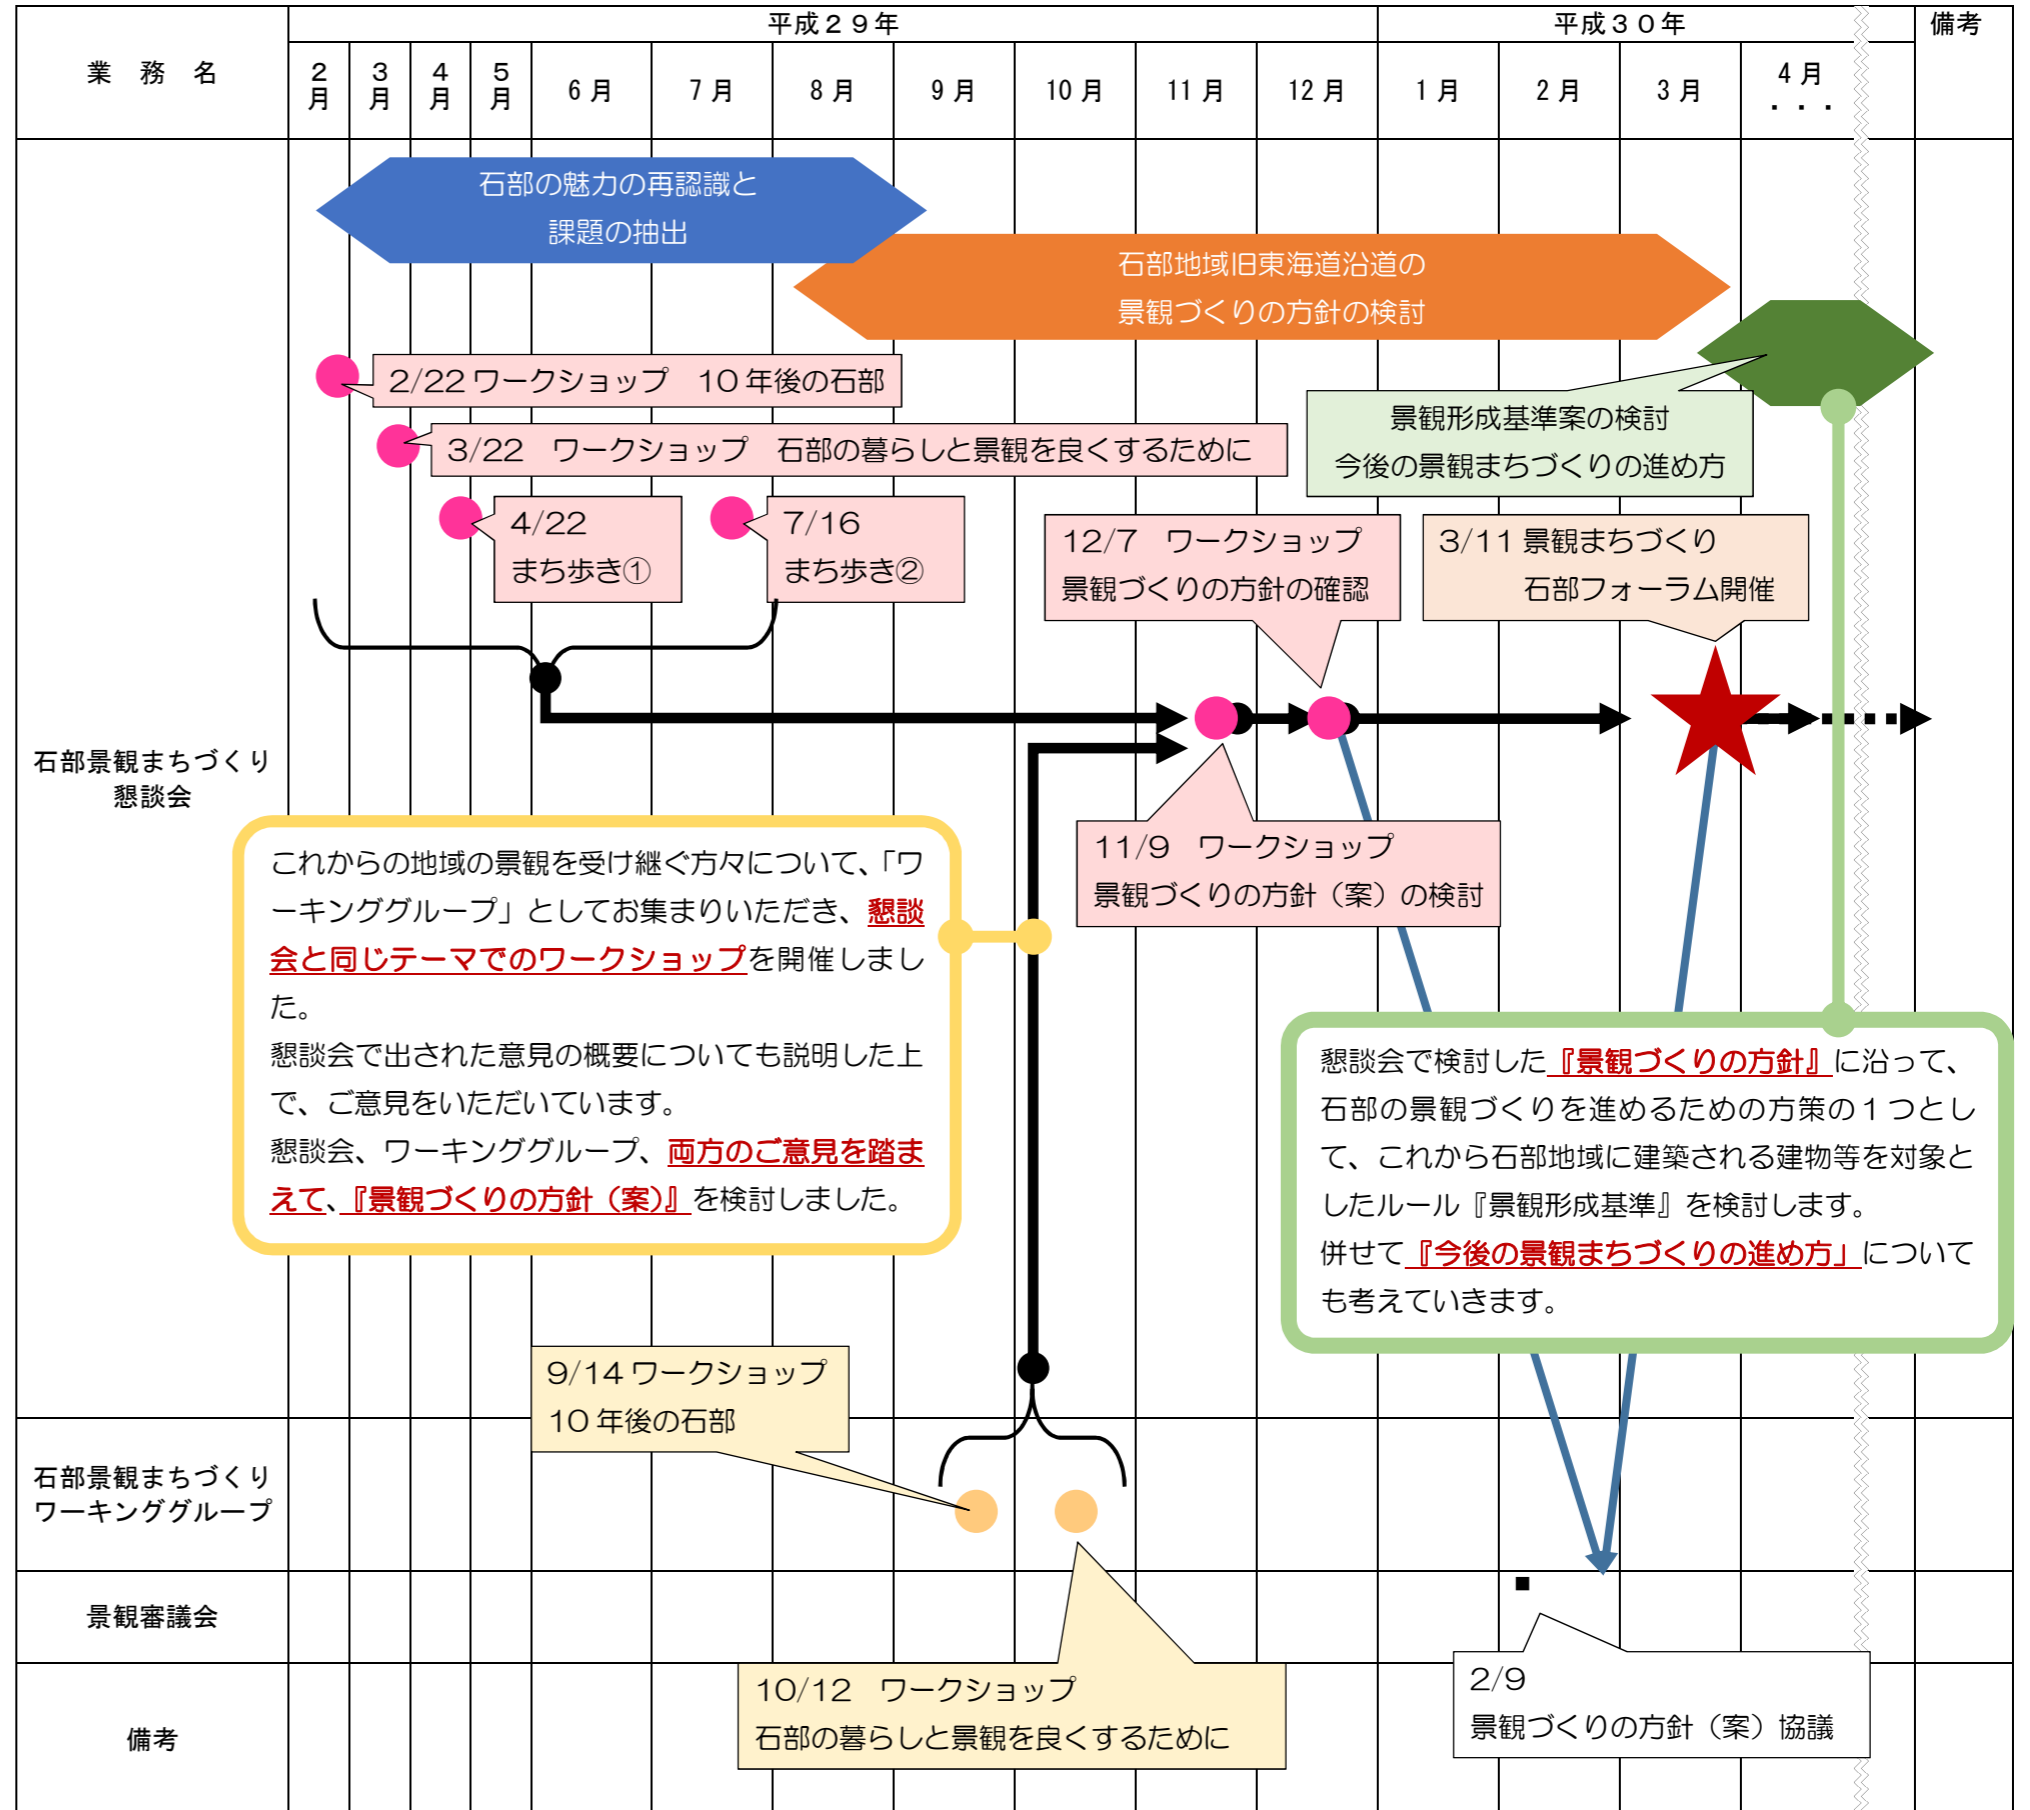 業　務　名
平成２９年
平成３０年
備考
２月
３月
４月
５月
6月
7月
8月
9月
10月
11月
12月
1月
2月
3月
4月
・・・
石部の魅力の再認識と
課題の抽出
石部地域旧東海道沿道の
景観づくりの方針の検討
2/22ワークショップ　10年後の石部
3/22　ワークショップ　石部の暮らしと景観を良くするために
景観形成基準案の検討
今後の景観まちづくりの進め方
4/22
まち歩き①
7/16
まち歩き②
12/7　ワークショップ
景観づくりの方針の確認
3/11景観まちづくり
石部フォーラム開催
石部景観まちづくり
懇談会
11/9　ワークショップ
景観づくりの方針（案）の検討
これからの地域の景観を受け継ぐ方々について、「ワ
ーキンググループ」としてお集まりいただき、懇談
会と同じテーマでのワークショップを開催しまし
た。
懇談会で出された意見の概要についても説明した上
で、ご意見をいただいています。
懇談会、ワーキンググループ、両方のご意見を踏ま
えて、『景観づくりの方針（案）』を検討しました。
懇談会で検討した『景観づくりの方針』に沿って、
石部の景観づくりを進めるための方策の１つとし
て、これから石部地域に建築される建物等を対象と
したルール『景観形成基準』を検討します。
併せて『今後の景観まちづくりの進め方」について
も考えていきます。
9/14ワークショップ
10年後の石部
石部景観まちづくり
ワーキンググループ
景観審議会
10/12　ワークショップ
石部の暮らしと景観を良くするために
2/9
景観づくりの方針（案）協議
備考